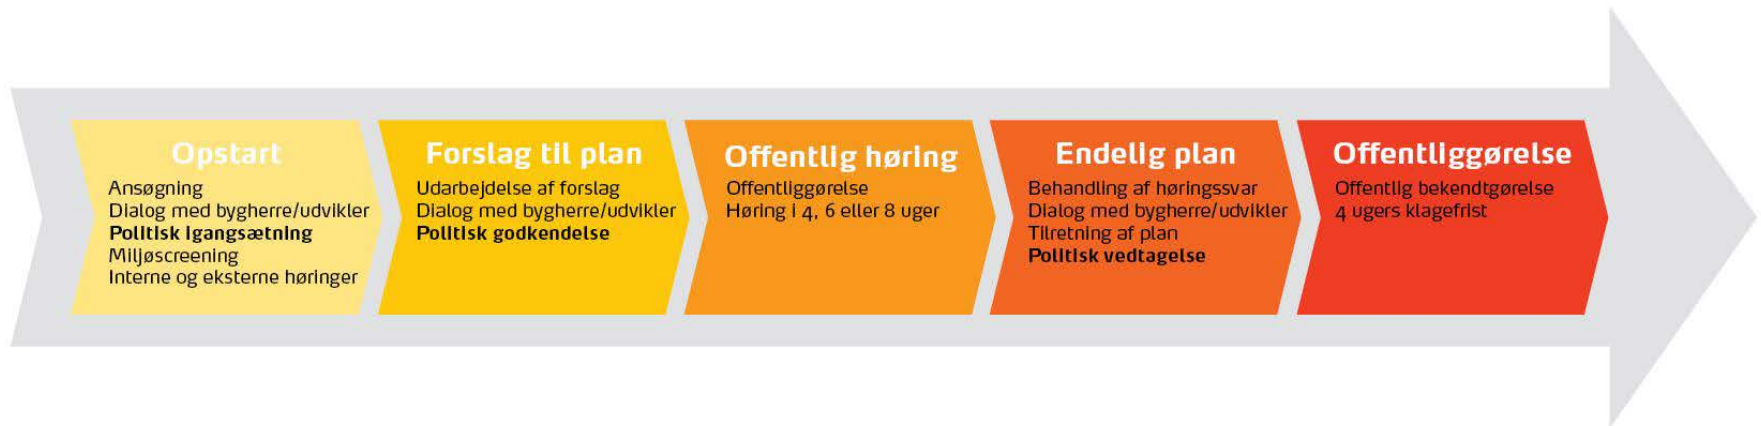 Opstart
Ansøgning
Dialog med bygherre/udvikler
Politisk igangsætning
Miljøscreening
Interne og eksterne høringer
Forslag til plan
Udarbejdelse af forslag
Dialog med bygherre/udvikler
Politisk godkendelse
Offentlig høring
Offentliggørelse
Høring i 4, 6 eller 8 uger
Endelig plan
Behandling af høringssvar
Dialog med bygherre/udvikler
Tilretning af plan
Politisk vedtagelse
Offentliggørelse
Offentlig bekendtgørelse
4 ugers klagefrist